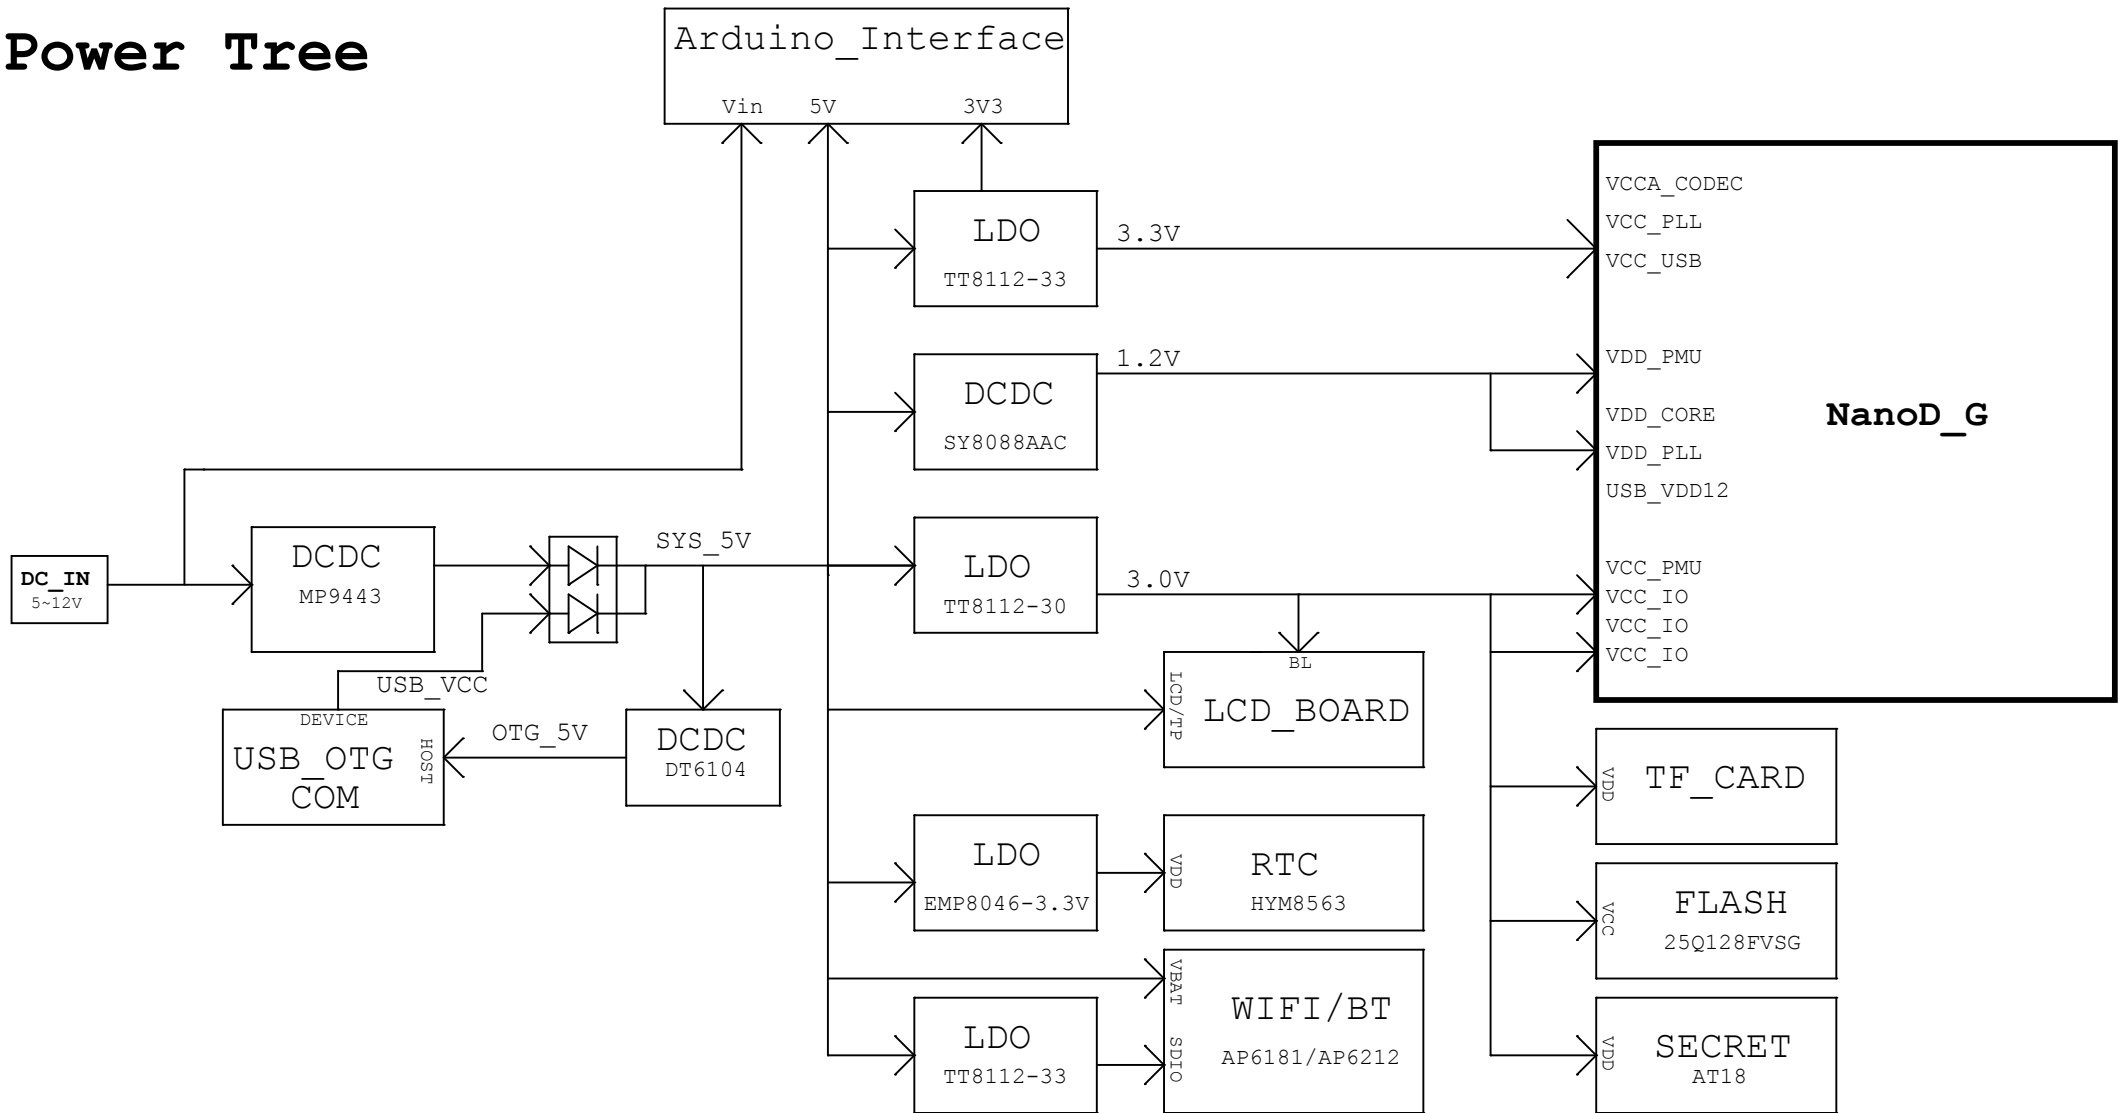 Power Tree
Arduino_Interface
Vin 5V 3V3
LDO
TT8112-33
3.3V
VCCA_CODEC
VCC_PLL
VCC_USB
DCDC
SY8088AAC
1.2V
VDD_PMU
VDD_CORE
VDD_PLL
USB_VDD12
NanoD_G
DC_IN
5~12V
DCDC
MP9443
SYS_5V
LDO
TT8112-30
3.0V
VCC_PMU
VCC_IO
VCC_IO
VCC_IO
USB_VCC
DEVICE
USB_OTG
COM
HOST
OTG_5V
DCDC
DT6104
BL
LCD/TP
LCD_BOARD
VDD
TF_CARD
LDO
EMP8046-3.3V
VDD
RTC
HYM8563
VCC
FLASH
25Q128FVSG
VBAT
WIFI/BT
AP6181/AP6212
SDIO
LDO
TT8112-33
VDD
SECRET
AT18